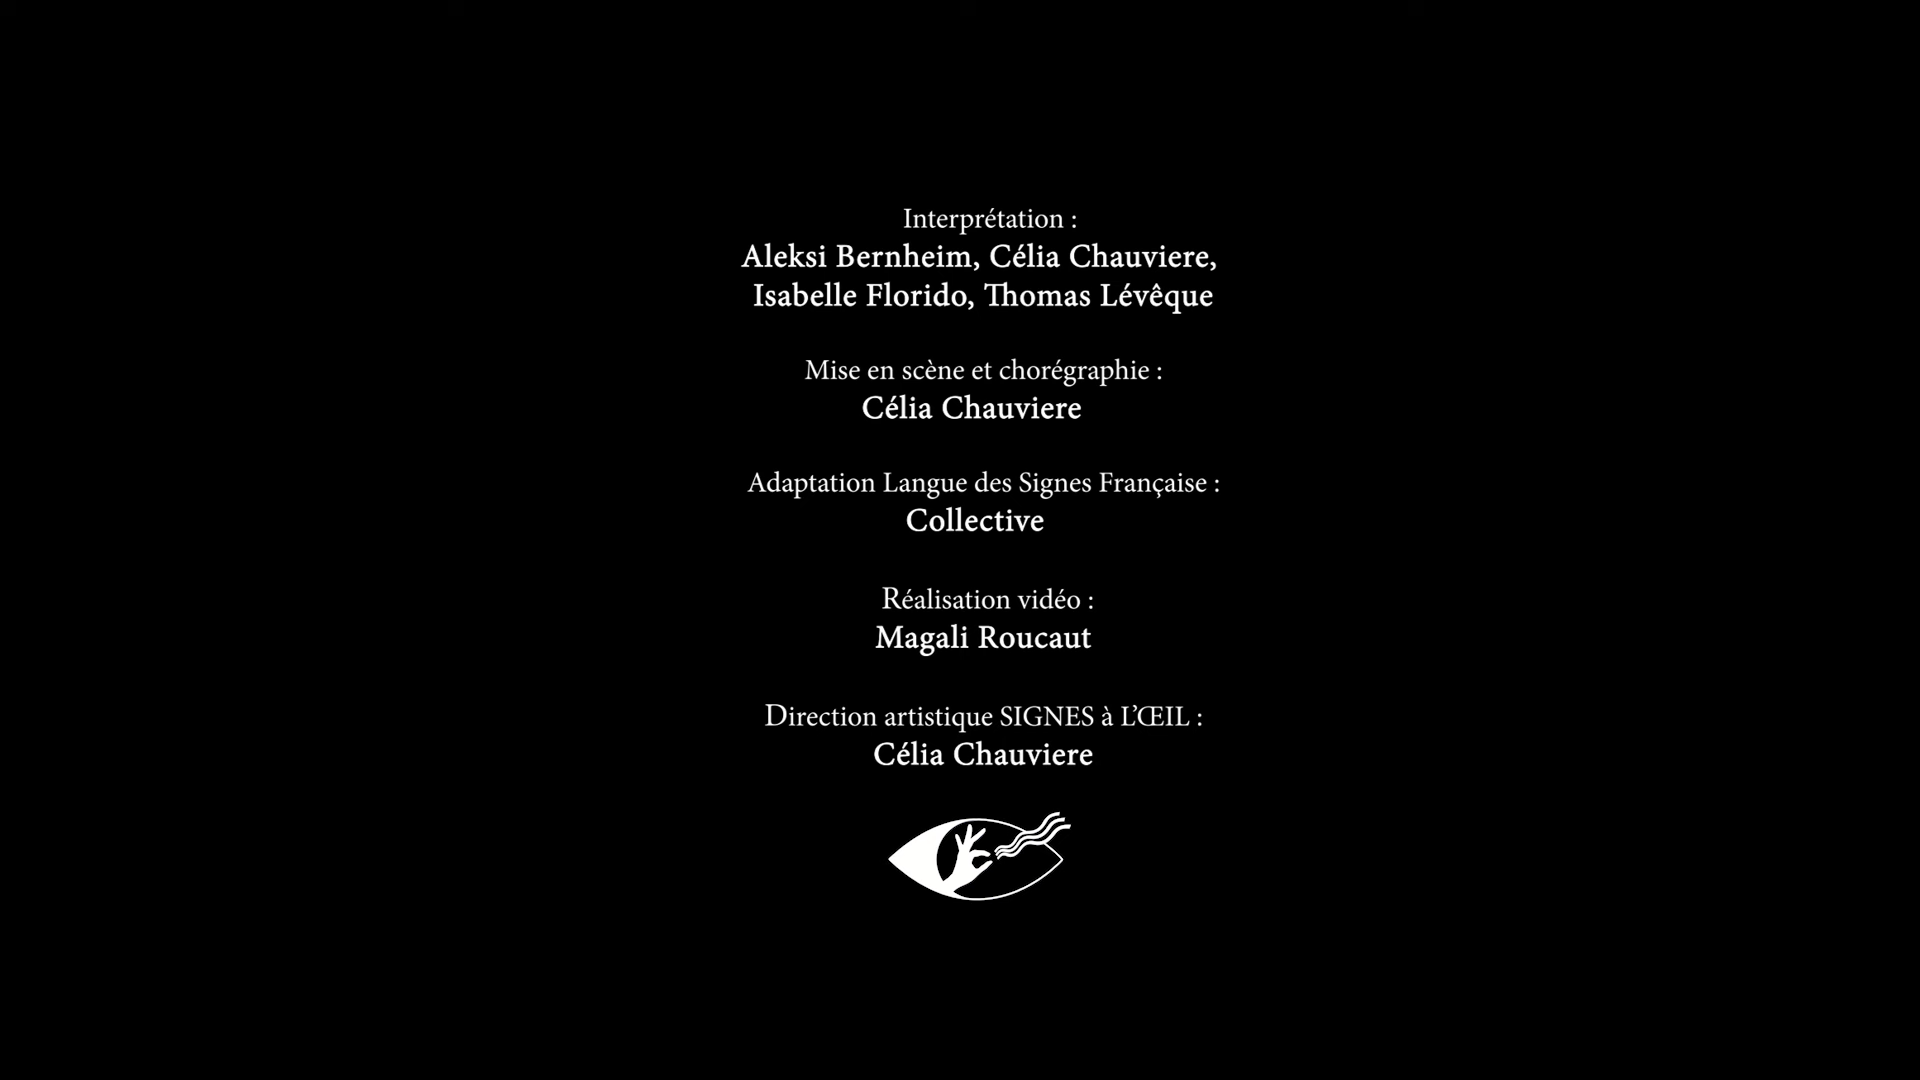 Interprétation :
Aleksi Bernheim, Célia Chauviere,
Isabelle Florido, Thomas Lévêque
Mise en scène et chorégraphie :
Célia Chauviere
Adaptation Langue des Signes Française :
Collective
Réalisation vidéo :
Magali Roucaut
Direction artistique SIGNES à L’ŒIL :
Célia Chauviere